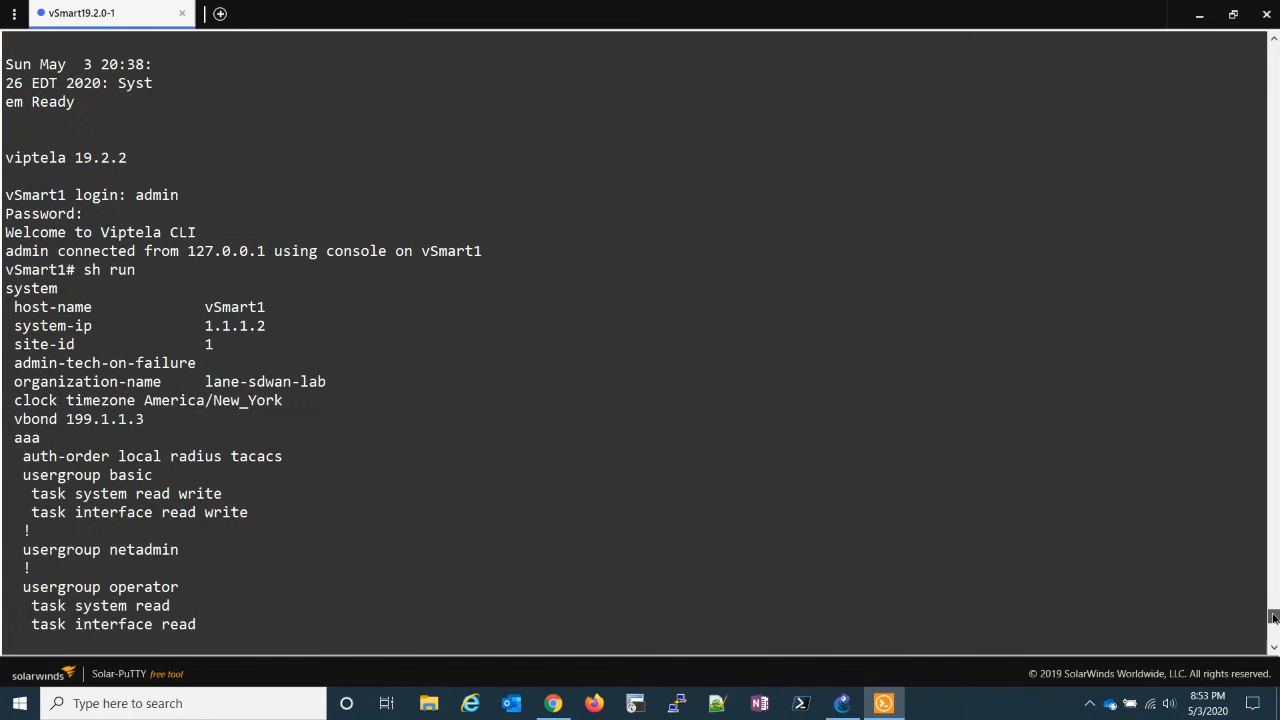 vSmart19.2.0-1
Sun May  3 20:38:
26 EDT 2020: Syst
em Ready
viptela 19.2.2
vSmart1 login: admin
Password:
Welcome to Viptela CLI
admin connected from 127.0.0.1 using console on vSmart1
vSmart1# sh run
system
 host-name             vSmart1
 system-ip             1.1.1.2
 site-id               1
 admin-tech-on-failure
 organization-name     lane-sdwan-lab
 clock timezone America/New_York
 vbond 199.1.1.3
 aaa
  auth-order local radius tacacs
  usergroup basic
   task system read write
   task interface read write
  !
  usergroup netadmin
  !
  usergroup operator
   task system read
   task interface read
solarwinds Solar-PuTTY free tool
© 2019 SolarWinds Worldwide, LLC. All rights reserved.
Type here to search
8:53 PM
5/3/2020